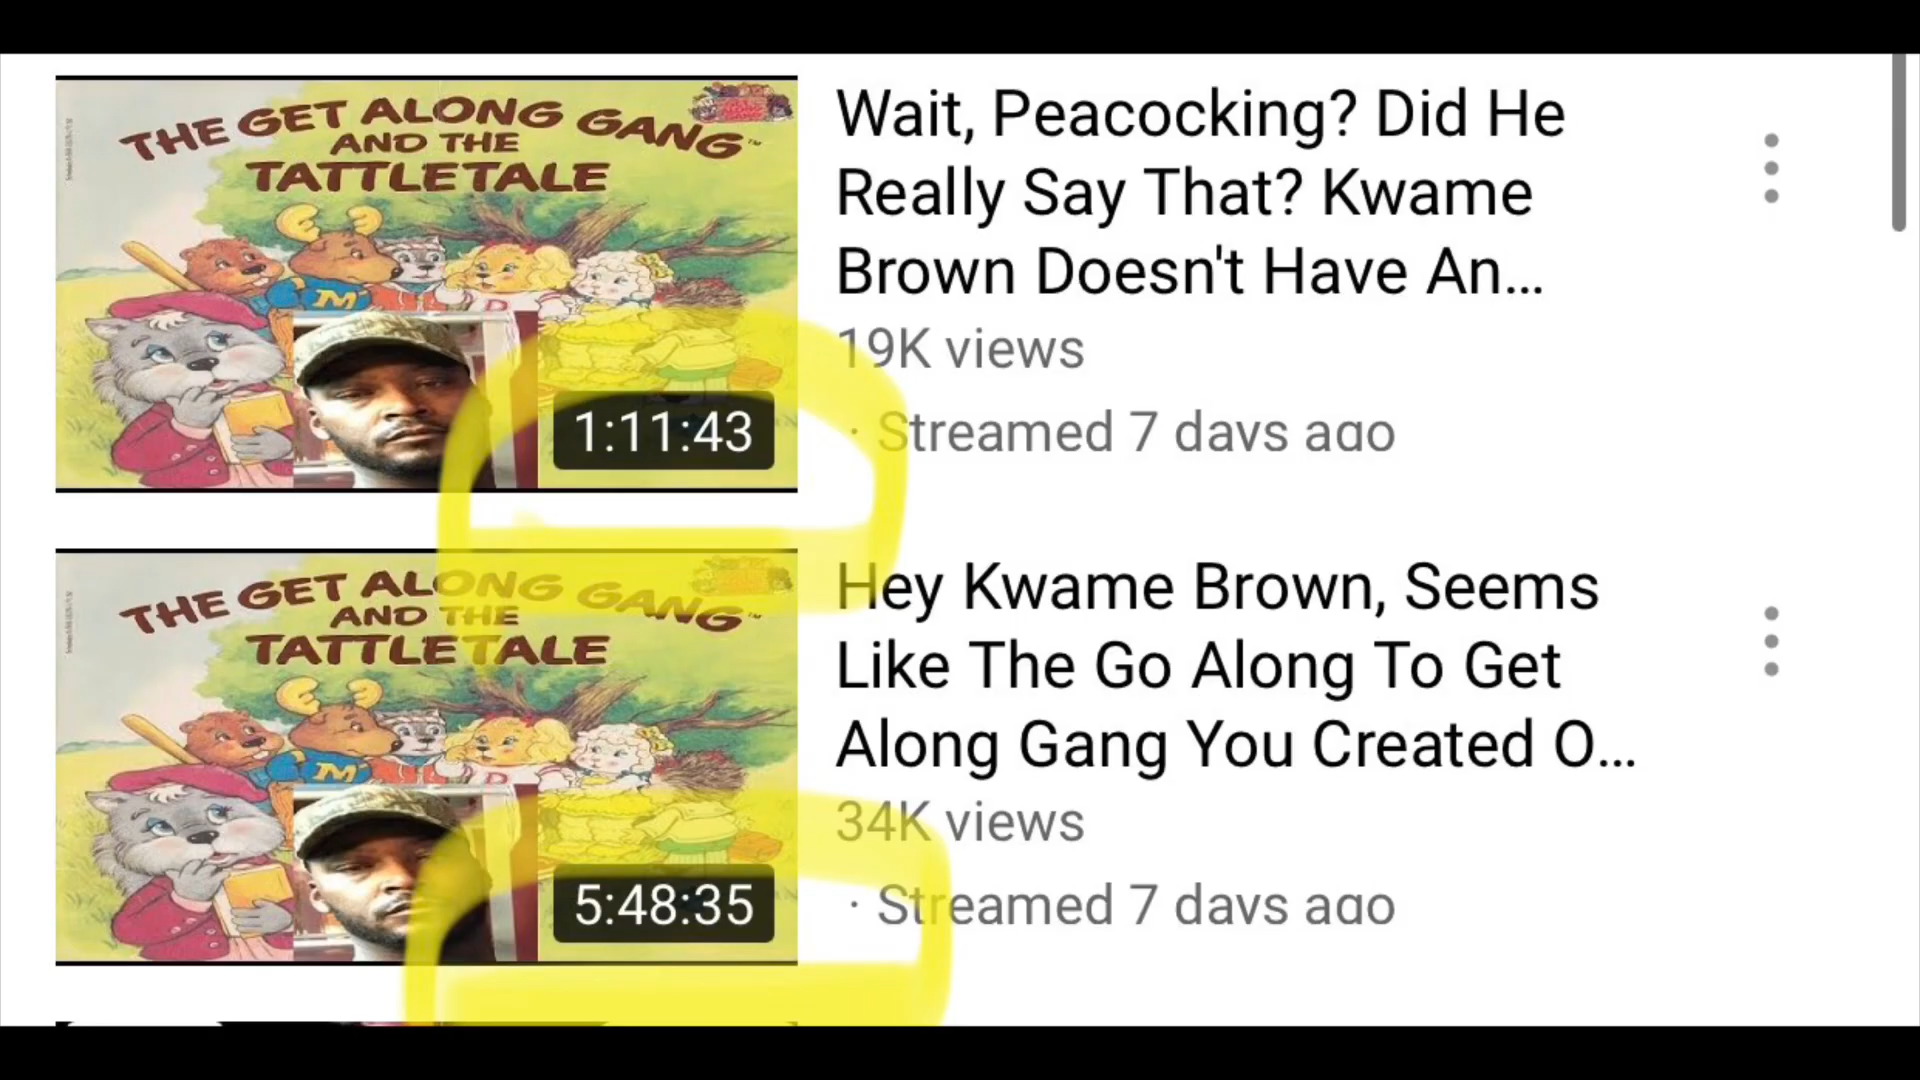 THE GET ALONG GANG™
AND THE
TATTLETALE
M
D
1:11:43
Wait, Peacocking? Did He
Really Say That? Kwame
Brown Doesn't Have An...
19K views
· Streamed 7 days ago
THE GET ALONG GANG™
AND THE
TATTLETALE
M
D
5:48:35
Hey Kwame Brown, Seems
Like The Go Along To Get
Along Gang You Created O...
34K views
· Streamed 7 days ago